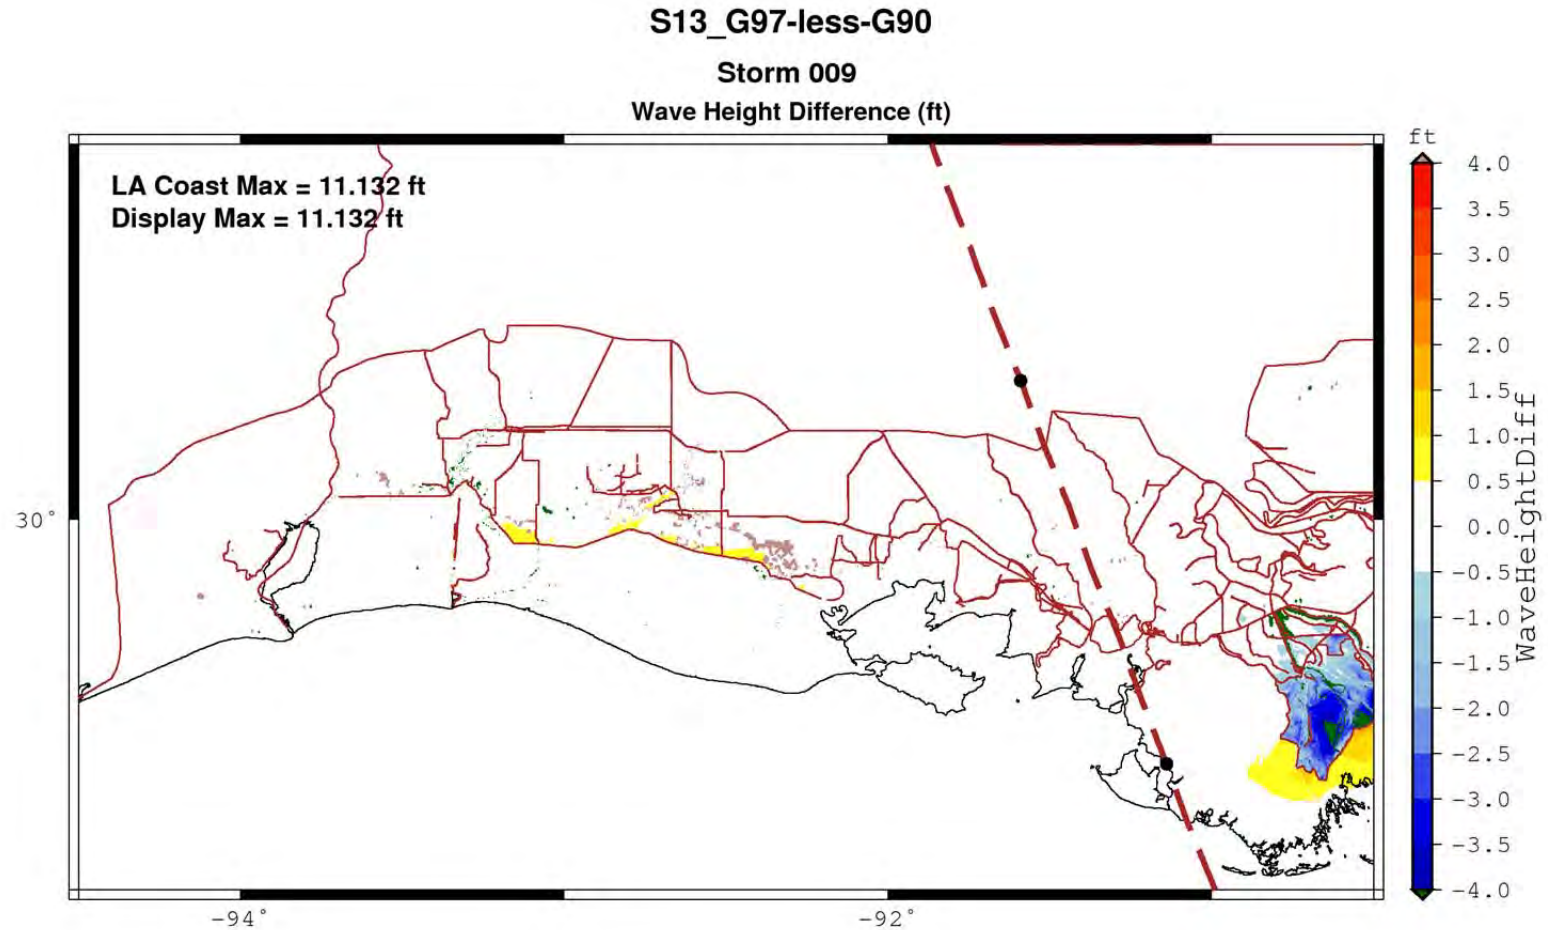 S13_G97-less-G90
Storm 009
Wave Height Difference (ft)
LA Coast Max = 11.132 ft
Display Max = 11.132 ft
ft
4.0
3.5
3.0
2.5
2.0
1.5
1.0
0.5
0.0
-0.5
-1.0
-1.5
-2.0
-2.5
-3.0
-3.5
-4.0
WaveHeightDiff
30°
-94°
-92°